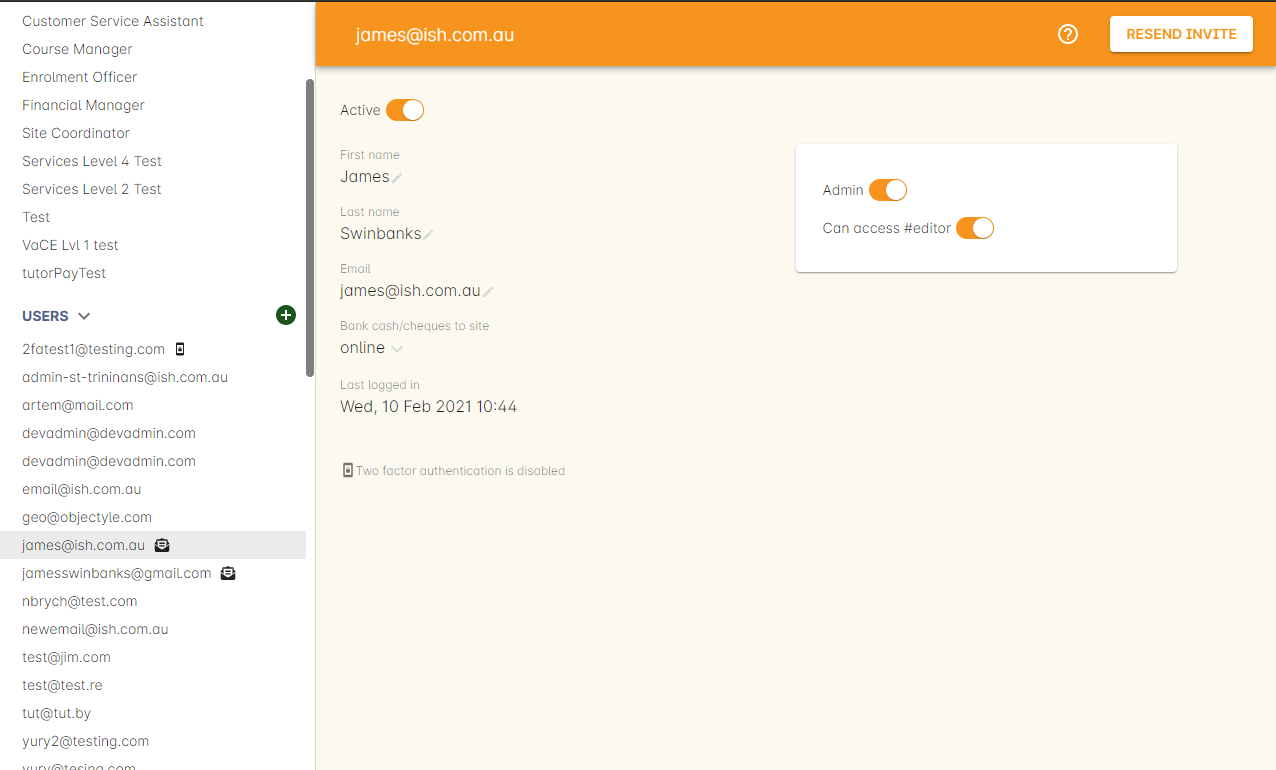 Customer Service Assistant
Course Manager
Enrolment Officer
Financial Manager
Site Coordinator
Services Level 4 Test
Services Level 2 Test
Test
VaCE Lvl 1 test
tutorPayTest
USERS
2fatest1@testing.com
admin-st-trininans@ish.com.au
artem@mail.com
devadmin@devadmin.com
devadmin@devadmin.com
email@ish.com.au
geo@objectyle.com
james@ish.com.au
jamesswinbanks@gmail.com
nbrych@test.com
newemail@ish.com.au
test@jim.com
test@test.re
tut@tut.by
yury2@testing.com
yury@tesing.com
james@ish.com.au
RESEND INVITE
Active
First name
James
Last name
Swinbanks
Email
james@ish.com.au
Bank cash/cheques to site
online
Last logged in
Wed, 10 Feb 2021 10:44
Two factor authentication is disabled
Admin
Can access #editor